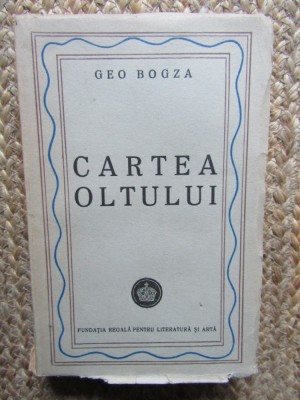 GEO BOGZA
CARTEA
OLTULUI
FUNDAȚIA REGALĂ PENTRU LITERATURĂ ȘI ARTĂ